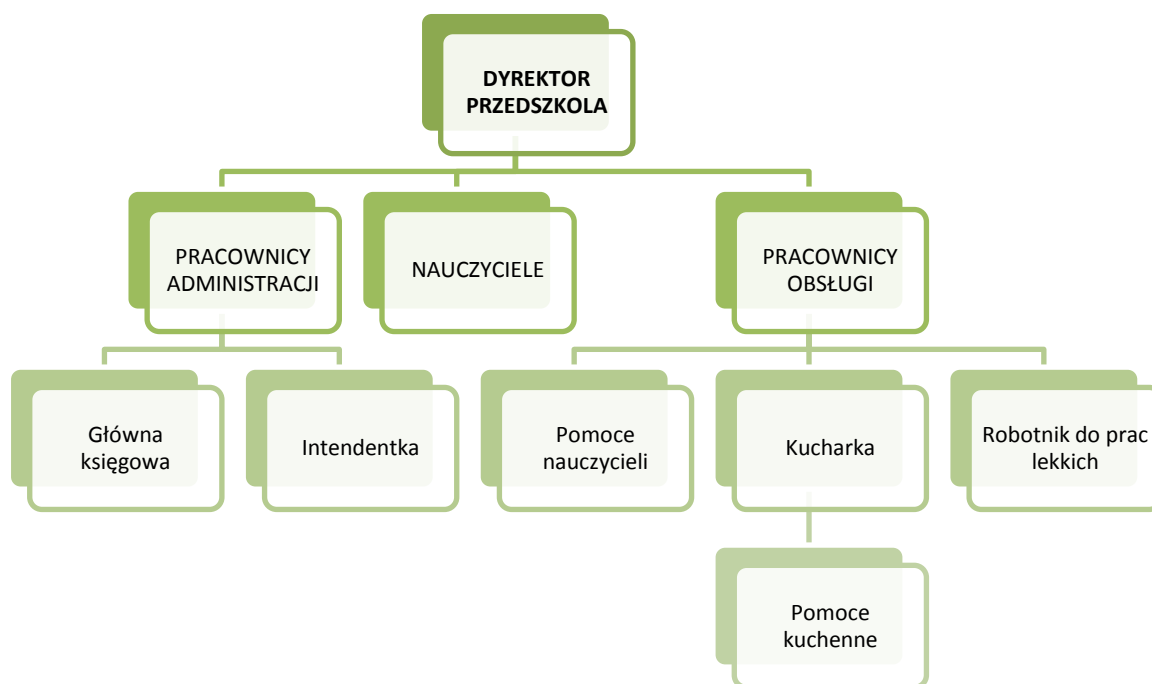 DYREKTOR
PRZEDSZKOLA
PRACOWNICY
ADMINISTRACJI
NAUCZYCIELE
PRACOWNICY
OBSŁUGI
Główna
księgowa
Intendentka
Pomoce
nauczycieli
Kucharka
Robotnik do prac
lekkich
Pomoce
kuchenne